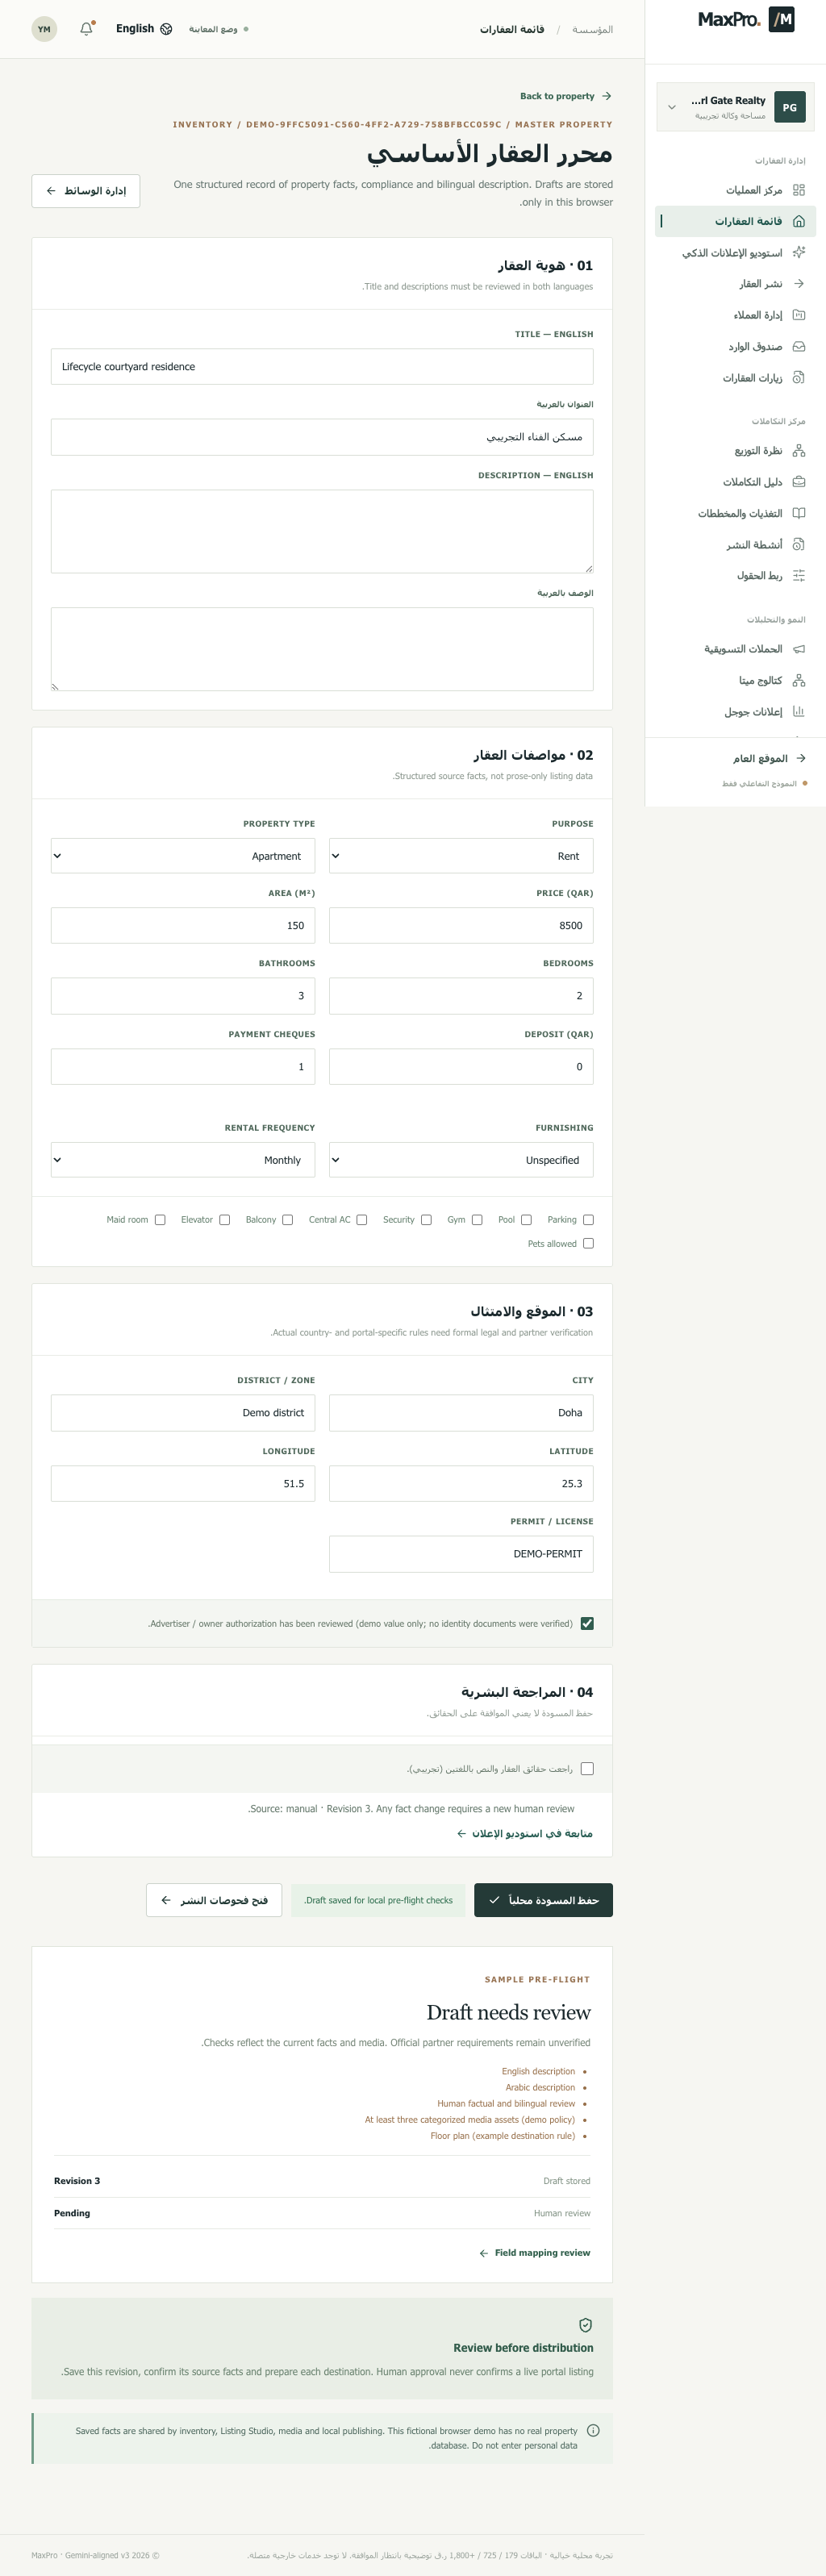 MaxPro.
/M
PG
...rl Gate Realty
مساحة وكالة تجريبية
إدارة العقارات
مركز العمليات
قائمة العقارات
استوديو الإعلانات الذكي
نشر العقار
إدارة العملاء
صندوق الوارد
زيارات العقارات
مركز التكاملات
نظرة التوزيع
دليل التكاملات
التغذيات والمخططات
أنشطة النشر
ربط الحقول
النمو والتحليلات
الحملات التسويقية
كتالوج ميتا
إعلانات جوجل
الموقع العام
النموذج التفاعلي فقط
المؤسسة / قائمة العقارات
وضع المعاينة
English
YM
Back to property
INVENTORY / DEMO-9FFC5091-C560-4FF2-A729-758BFBCC059C / MASTER PROPERTY
محرر العقار الأساسي
One structured record of property facts, compliance and bilingual description. Drafts are stored
.only in this browser
إدارة الوسائط
01 · هوية العقار
.Title and descriptions must be reviewed in both languages
TITLE — ENGLISH
Lifecycle courtyard residence
العنوان بالعربية
مسكن الفناء التجريبي
DESCRIPTION — ENGLISH
الوصف بالعربية
02 · مواصفات العقار
.Structured source facts, not prose-only listing data
PURPOSE
Rent
PROPERTY TYPE
Apartment
PRICE (QAR)
8500
AREA (M²)
150
BEDROOMS
2
BATHROOMS
3
DEPOSIT (QAR)
0
PAYMENT CHEQUES
1
FURNISHING
Unspecified
RENTAL FREQUENCY
Monthly
Parking
Pool
Gym
Security
Central AC
Balcony
Elevator
Maid room
Pets allowed
03 · الموقع والامتثال
.Actual country- and portal-specific rules need formal legal and partner verification
CITY
Doha
DISTRICT / ZONE
Demo district
LATITUDE
25.3
LONGITUDE
51.5
PERMIT / LICENSE
DEMO-PERMIT
.Advertiser / owner authorization has been reviewed (demo value only; no identity documents were verified)
04 · المراجعة البشرية
حفظ المسودة لا يعني الموافقة على الحقائق.
راجعت حقائق العقار والنص باللغتين (تجريبي).
.Source: manual · Revision 3. Any fact change requires a new human review
متابعة في استوديو الإعلان
حفظ المسودة محلياً
.Draft saved for local pre-flight checks
فتح فحوصات النشر
SAMPLE PRE-FLIGHT
Draft needs review
.Checks reflect the current facts and media. Official partner requirements remain unverified
English description
Arabic description
Human factual and bilingual review
At least three categorized media assets (demo policy)
Floor plan (example destination rule)
Draft stored
Revision 3
Human review
Pending
Field mapping review
Review before distribution
.Save this revision, confirm its source facts and prepare each destination. Human approval never confirms a live portal listing
Saved facts are shared by inventory, Listing Studio, media and local publishing. This fictional browser demo has no real property
.database. Do not enter personal data
تجربة محلية خيالية · الباقات 179 / 725 / +1,800 ر.ق توضيحية بانتظار الموافقة. لا توجد خدمات خارجية متصلة.
MaxPro · Gemini-aligned v3 2026 ©